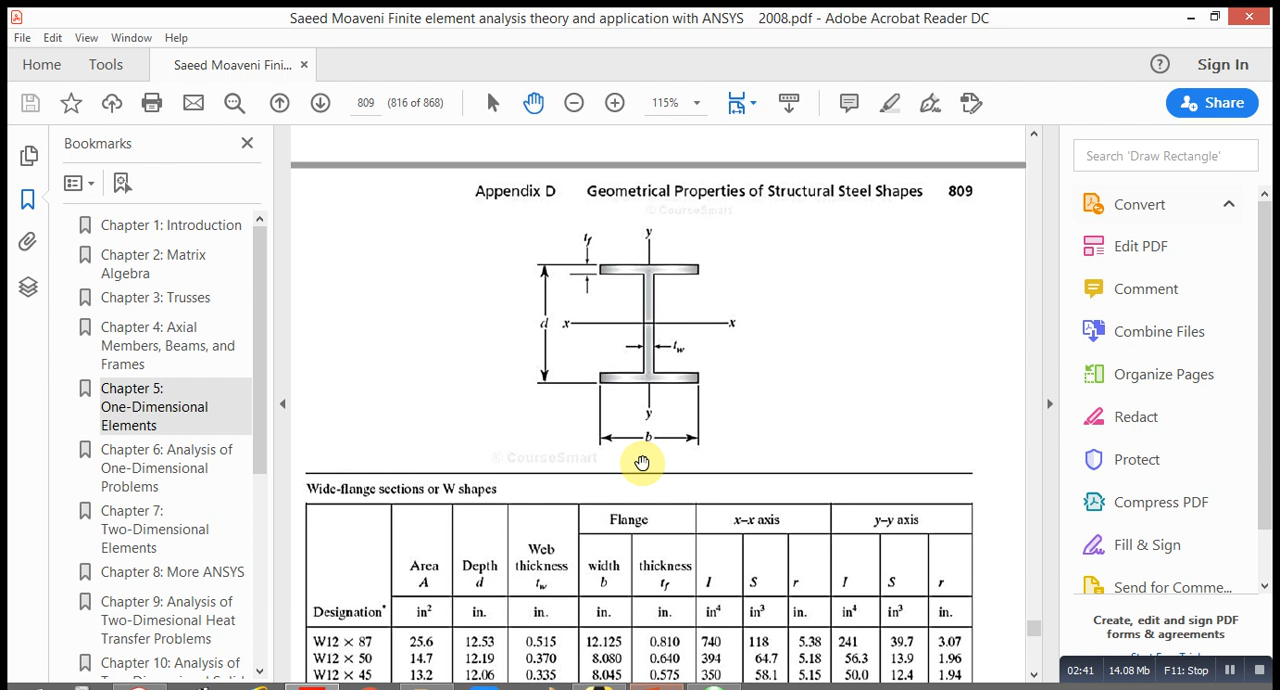 Saeed Moaveni Finite element analysis theory and application with ANSYS 2008.pdf - Adobe Acrobat Reader DC
File Edit View Window Help
Home Tools Saeed Moaveni Fini... × ? Sign In
809 (816 of 868) 115% Share
Bookmarks
Chapter 1: Introduction
Chapter 2: Matrix
Algebra
Chapter 3: Trusses
Chapter 4: Axial
Members, Beams, and
Frames
Chapter 5:
One-Dimensional
Elements
Chapter 6: Analysis of
One-Dimensional
Problems
Chapter 7:
Two-Dimensional
Elements
Chapter 8: More ANSYS
Chapter 9: Analysis of
Two-Dimesional Heat
Transfer Problems
Chapter 10: Analysis of
Appendix D Geometrical Properties of Structural Steel Shapes 809
© CourseSmart
tf y
d x x
tw
y
b
© CourseSmart
Wide-flange sections or W shapes
Flange x–x axis y–y axis
Web
Area Depth thickness width thickness
A d tw b tf I S r I S r
Designation* in² in. in. in. in. in⁴ in³ in. in⁴ in³ in.
W12 × 87 25.6 12.53 0.515 12.125 0.810 740 118 5.38 241 39.7 3.07
W12 × 50 14.7 12.19 0.370 8.080 0.640 394 64.7 5.18 56.3 13.9 1.96
W12 × 45 13.2 12.06 0.335 8.045 0.575 350 58.1 5.15 50.0 12.4 1.94
Search 'Draw Rectangle'
Convert
Edit PDF
Comment
Combine Files
Organize Pages
Redact
Protect
Compress PDF
Fill & Sign
Send for Comme...
Create, edit and sign PDF
forms & agreements
02:41 14.08 Mb F11: Stop